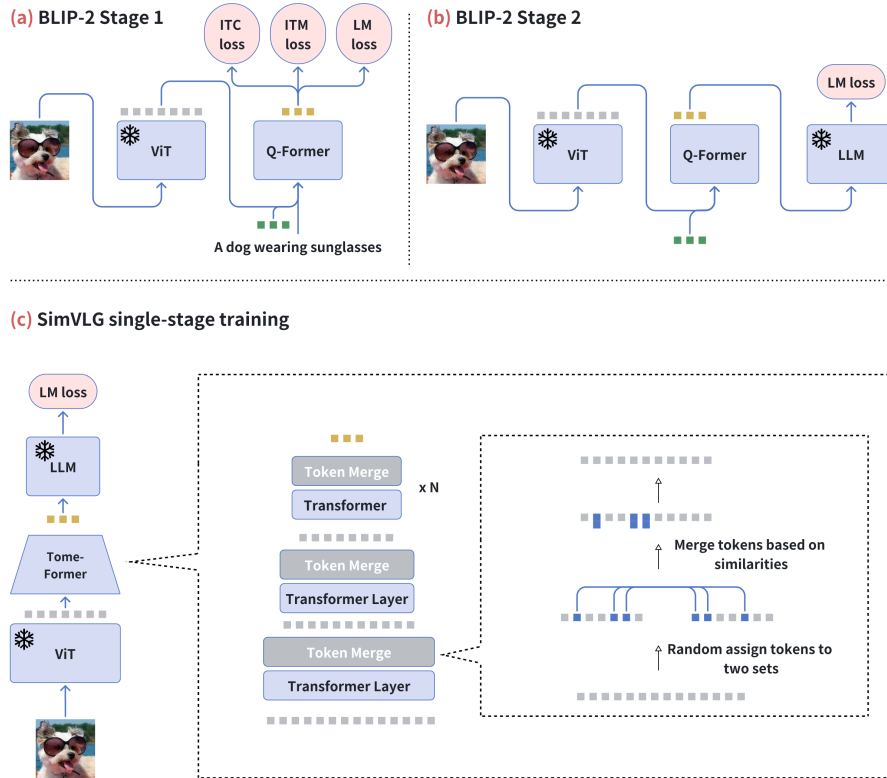 (a) BLIP-2 Stage 1
ITC
loss
ITM
loss
LM
loss
ViT
Q-Former
A dog wearing sunglasses
(b) BLIP-2 Stage 2
LM loss
ViT
Q-Former
LLM
(c) SimVLG single-stage training
LM loss
LLM
Tome-
Former
ViT
Token Merge
Transformer
x N
Token Merge
Transformer Layer
Token Merge
Transformer Layer
Merge tokens based on
similarities
Random assign tokens to
two sets